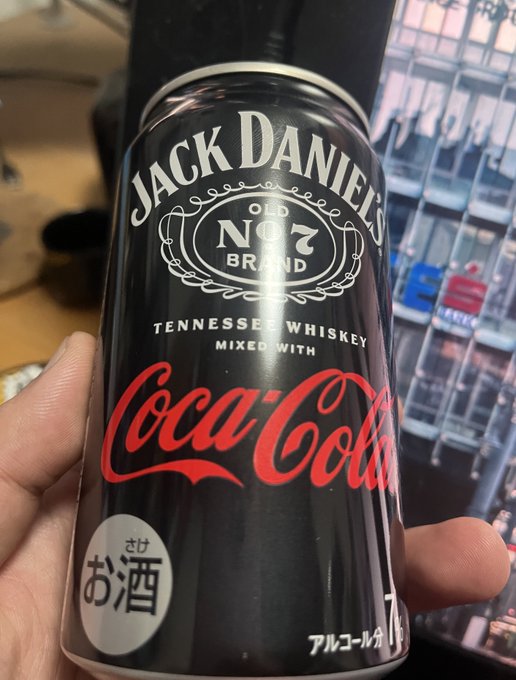 JACK DANIEL'S
OLD
No 7
BRAND
TENNESSEE WHISKEY
MIXED WITH
Coca-Cola
さけ
お酒
アルコール分7%